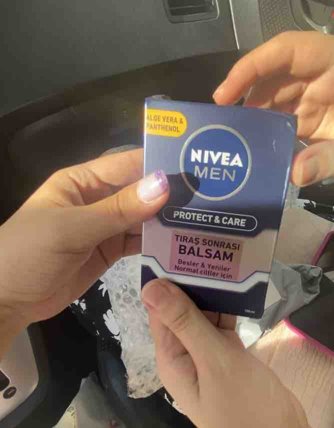 ALOE VERA &
PANTHENOL
NIVEA
MEN
PROTECT & CARE
TIRAŞ SONRASI
BALSAM
Besler & Yeniler
Normal ciltler için